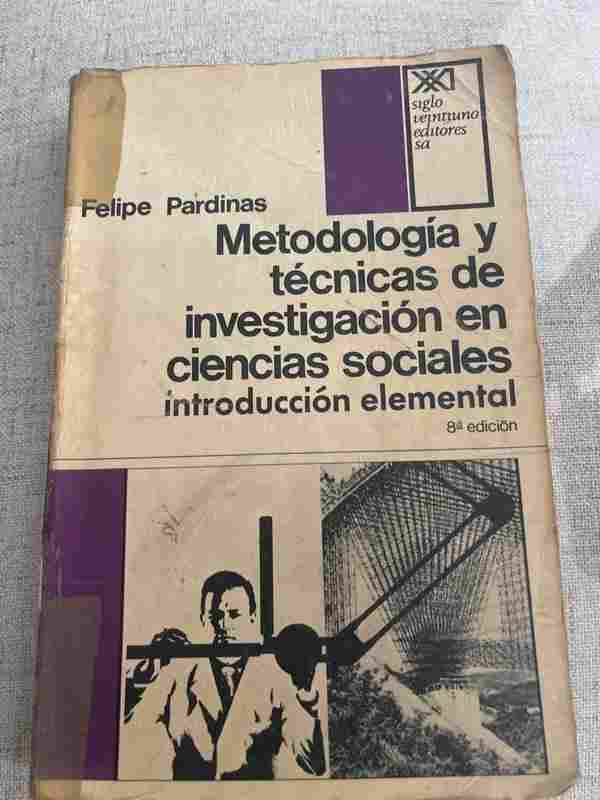 siglo
veintiuno
editores
sa
Felipe Pardinas
Metodología y
técnicas de
investigación en
ciencias sociales
introducción elemental
8ª edición